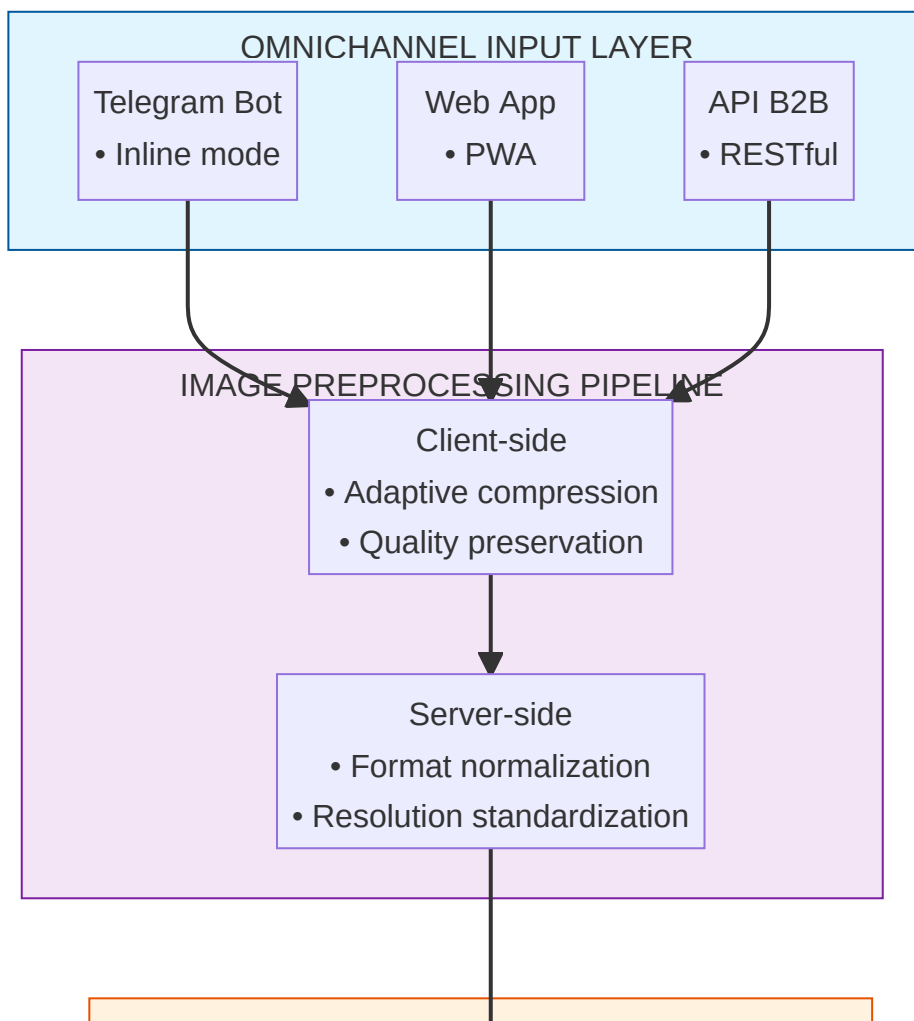 OMNICHANNEL INPUT LAYER
Telegram Bot
• Inline mode
Web App
• PWA
API B2B
• RESTful
IMAGE PREPROCESSING PIPELINE
Client-side
• Adaptive compression
• Quality preservation
Server-side
• Format normalization
• Resolution standardization